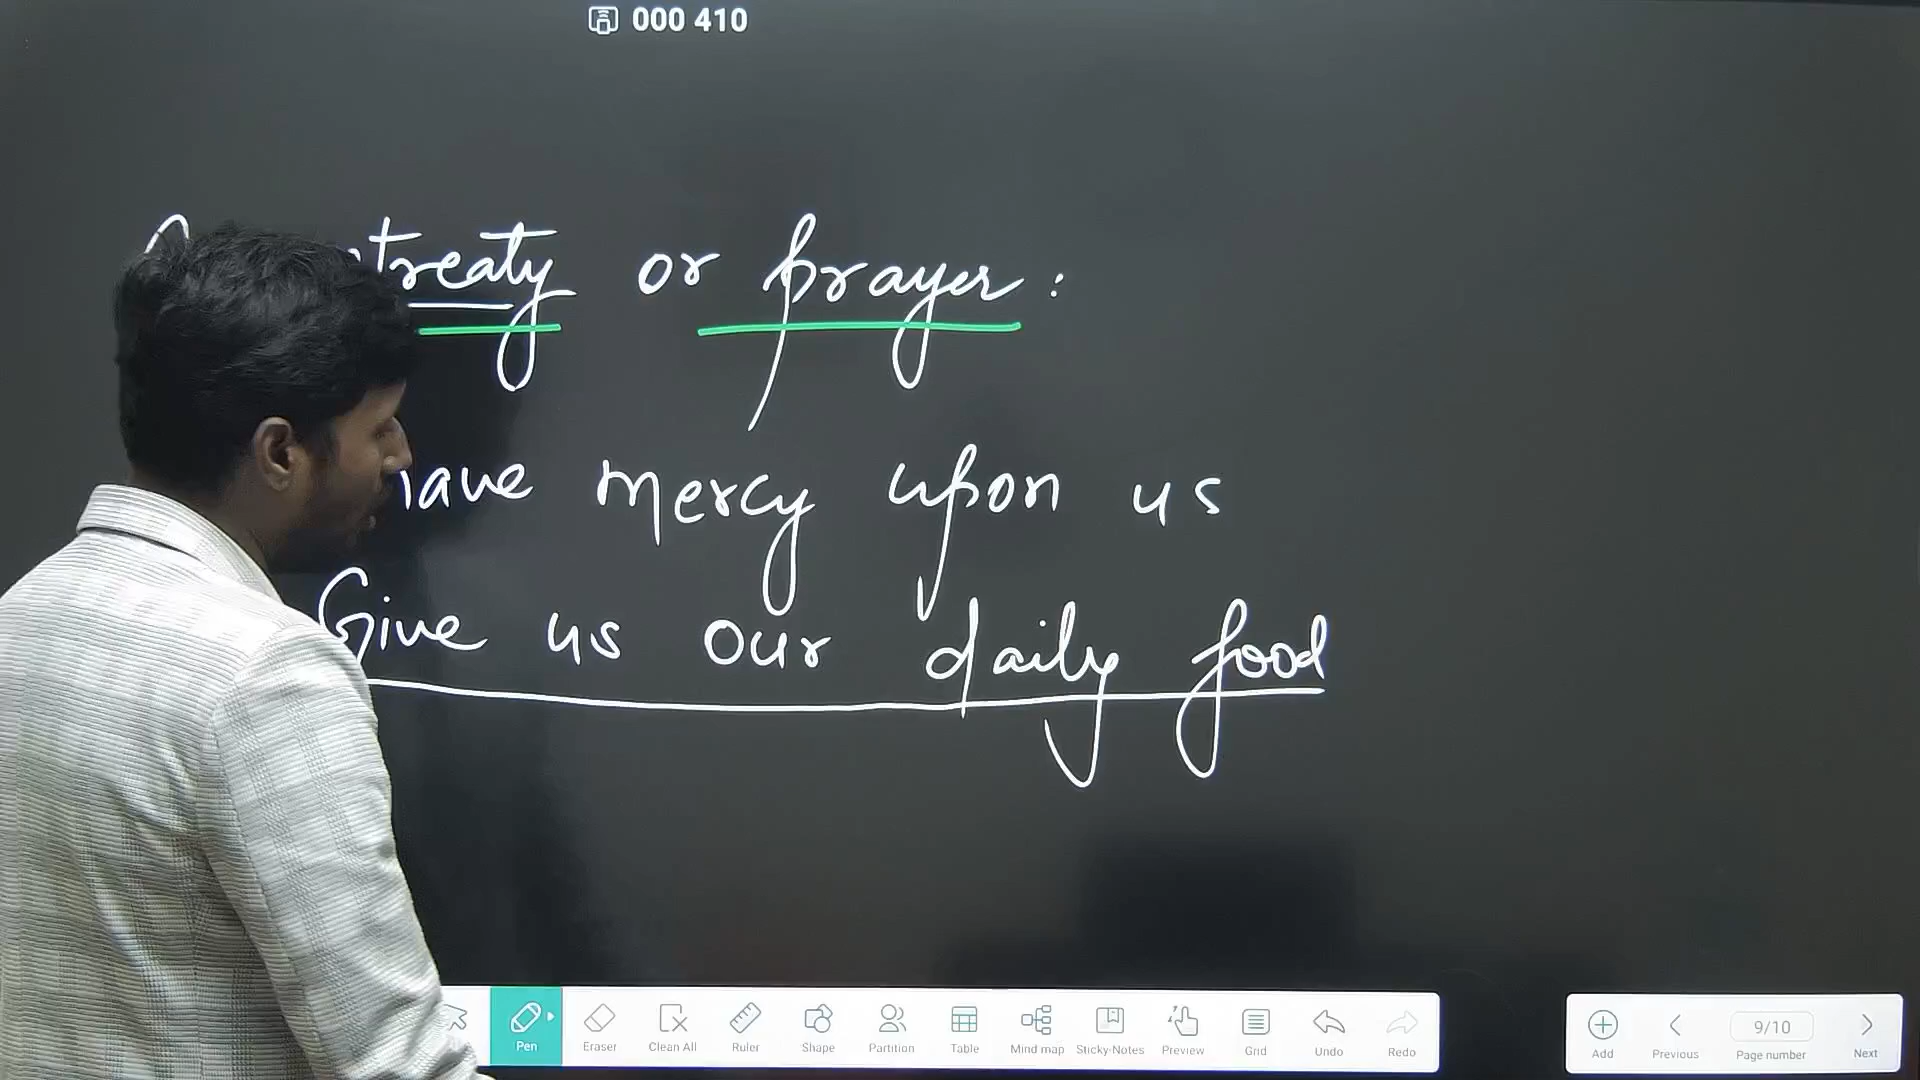 000 410
treaty or prayer :
have mercy upon us
Give us our daily food
Pen Eraser Clean All Ruler Shape Partition Table Mind map Sticky-Notes Preview Grid Undo Redo
Add Previous 9/10 Page number Next